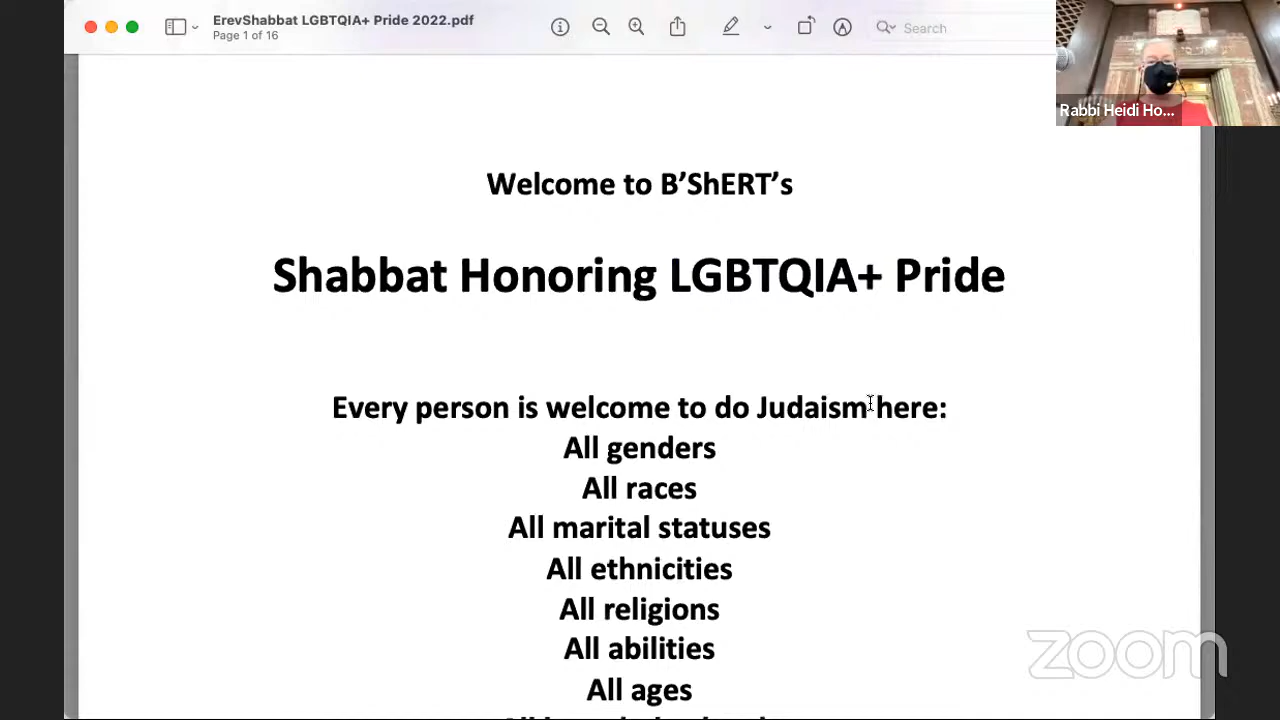 ErevShabbat LGBTQIA+ Pride 2022.pdf
Page 1 of 16
Search
Rabbi Heidi Ho...
Welcome to B’ShERT’s
Shabbat Honoring LGBTQIA+ Pride
Every person is welcome to do Judaism here:
All genders
All races
All marital statuses
All ethnicities
All religions
All abilities
All ages
zoom